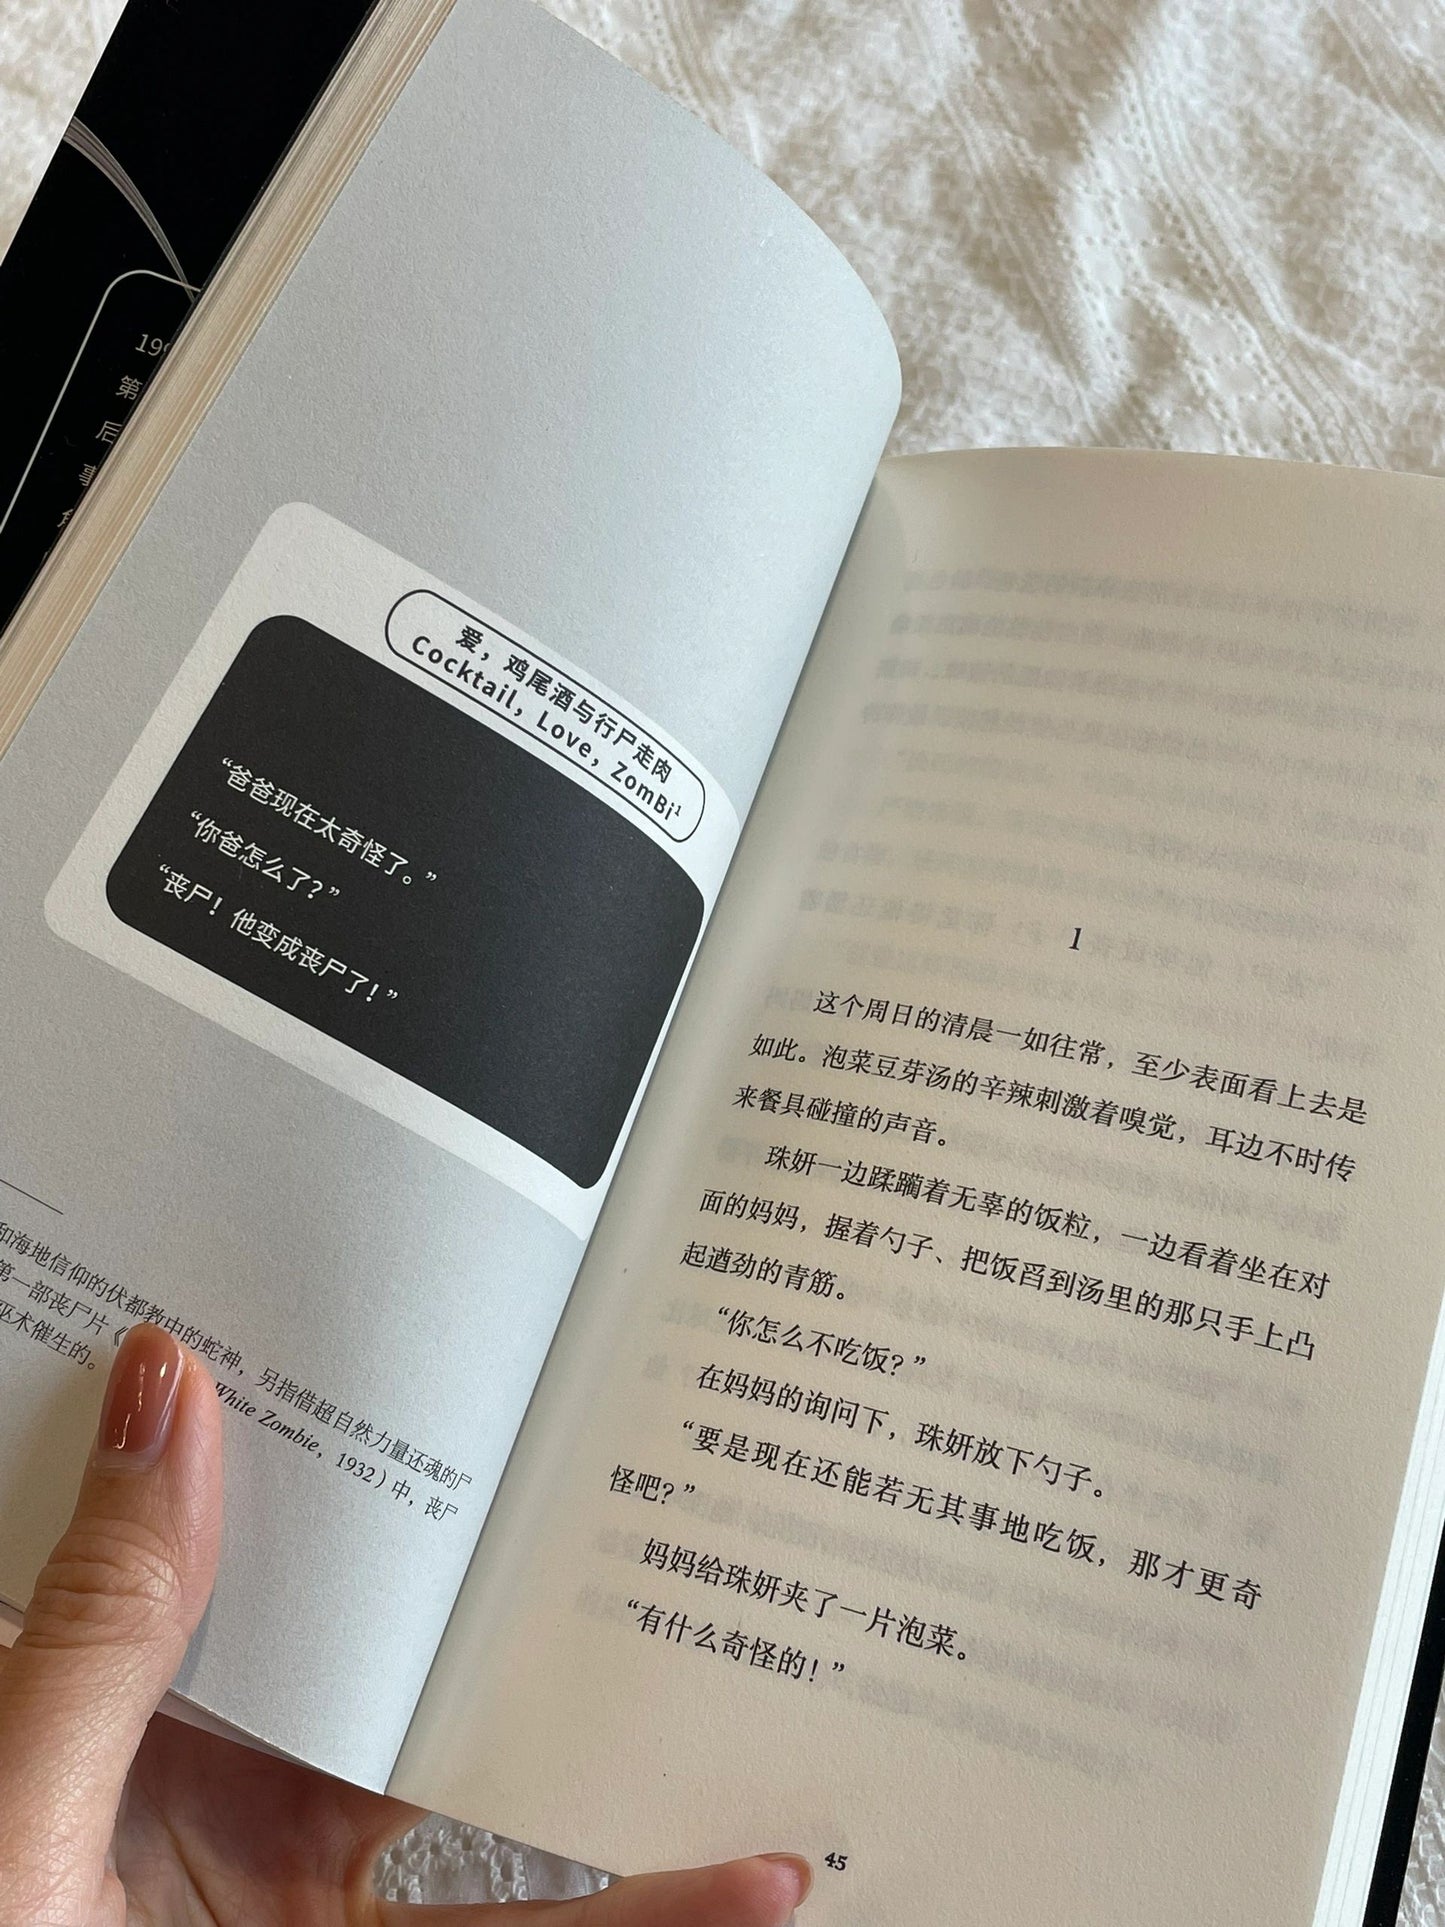 199
第
后
爱，鸡尾酒与行尸走肉
Cocktail, Love, ZomBi¹
“爸爸现在太奇怪了。”
“你爸怎么了？”
“丧尸！他变成丧尸了！”
和海地信仰的伏都教中的蛇神，另指借超自然力量还魂的尸
第一部丧尸片《 White Zombie，1932）中，丧尸
巫术催生的。
1
这个周日的清晨一如往常，至少表面看上去是
如此。泡菜豆芽汤的辛辣刺激着嗅觉，耳边不时传
来餐具碰撞的声音。
珠妍一边蹂躏着无辜的饭粒，一边看着坐在对
面的妈妈，握着勺子、把饭舀到汤里的那只手上凸
起遒劲的青筋。
“你怎么不吃饭？”
在妈妈的询问下，珠妍放下勺子。
“要是现在还能若无其事地吃饭，那才更奇
怪吧？”
妈妈给珠妍夹了一片泡菜。
“有什么奇怪的！”
45